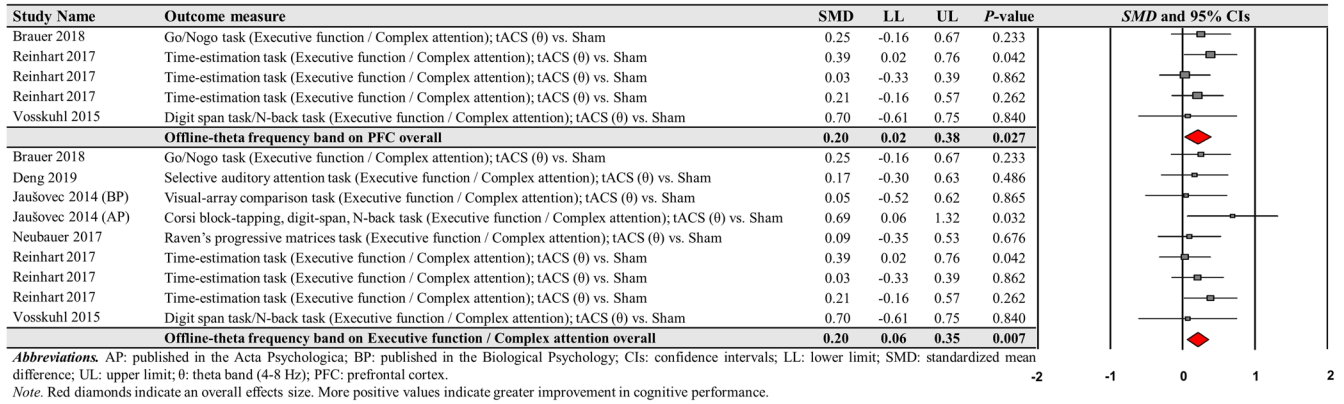 Study Name Outcome measure SMD LL UL P-value SMD and 95% CIs
Brauer 2018 Go/Nogo task (Executive function / Complex attention); tACS (θ) vs. Sham 0.25 -0.16 0.67 0.233
Reinhart 2017 Time-estimation task (Executive function / Complex attention); tACS (θ) vs. Sham 0.39 0.02 0.76 0.042
Reinhart 2017 Time-estimation task (Executive function / Complex attention); tACS (θ) vs. Sham 0.03 -0.33 0.39 0.862
Reinhart 2017 Time-estimation task (Executive function / Complex attention); tACS (θ) vs. Sham 0.21 -0.16 0.57 0.262
Vosskuhl 2015 Digit span task/N-back task (Executive function / Complex attention); tACS (θ) vs. Sham 0.70 -0.61 0.75 0.840
Offline-theta frequency band on PFC overall 0.20 0.02 0.38 0.027
Brauer 2018 Go/Nogo task (Executive function / Complex attention); tACS (θ) vs. Sham 0.25 -0.16 0.67 0.233
Deng 2019 Selective auditory attention task (Executive function / Complex attention); tACS (θ) vs. Sham 0.17 -0.30 0.63 0.486
Jaušovec 2014 (BP) Visual-array comparison task (Executive function / Complex attention); tACS (θ) vs. Sham 0.05 -0.52 0.62 0.865
Jaušovec 2014 (AP) Corsi block-tapping, digit-span, N-back task (Executive function / Complex attention); tACS (θ) vs. Sham 0.69 0.06 1.32 0.032
Neubauer 2017 Raven’s progressive matrices task (Executive function / Complex attention); tACS (θ) vs. Sham 0.09 -0.35 0.53 0.676
Reinhart 2017 Time-estimation task (Executive function / Complex attention); tACS (θ) vs. Sham 0.39 0.02 0.76 0.042
Reinhart 2017 Time-estimation task (Executive function / Complex attention); tACS (θ) vs. Sham 0.03 -0.33 0.39 0.862
Reinhart 2017 Time-estimation task (Executive function / Complex attention); tACS (θ) vs. Sham 0.21 -0.16 0.57 0.262
Vosskuhl 2015 Digit span task/N-back task (Executive function / Complex attention); tACS (θ) vs. Sham 0.70 -0.61 0.75 0.840
Offline-theta frequency band on Executive function / Complex attention overall 0.20 0.06 0.35 0.007
Abbreviations. AP: published in the Acta Psychologica; BP: published in the Biological Psychology; CIs: confidence intervals; LL: lower limit; SMD: standardized mean
difference; UL: upper limit; θ: theta band (4-8 Hz); PFC: prefrontal cortex.
-2 -1 0 1 2
Note. Red diamonds indicate an overall effects size. More positive values indicate greater improvement in cognitive performance.